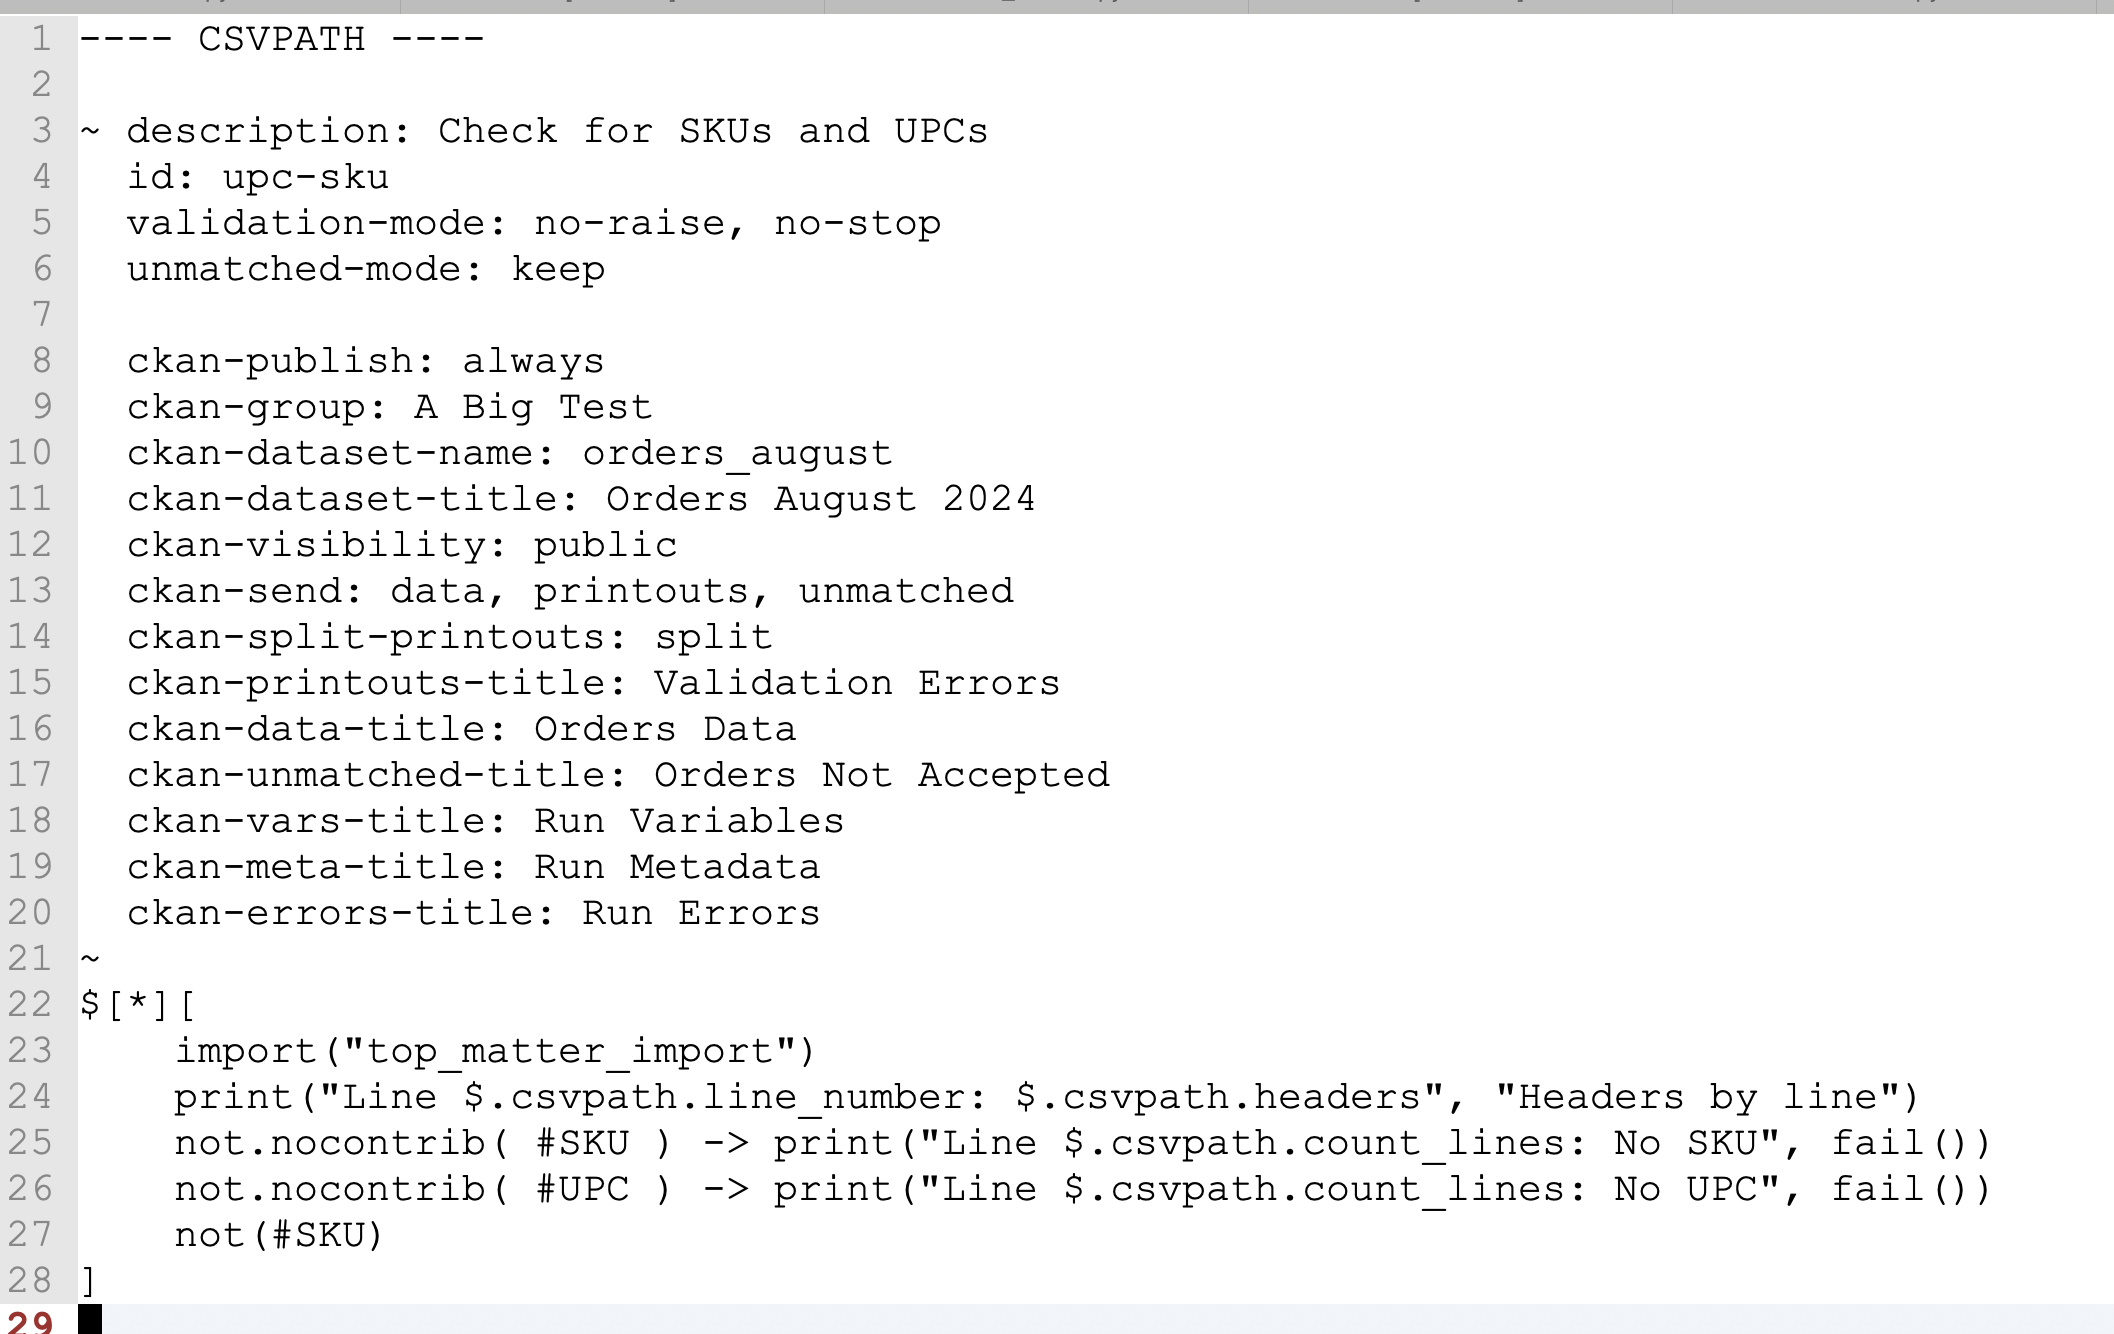 1 ---- CSVPATH ----
2
3 ~ description: Check for SKUs and UPCs
4   id: upc-sku
5   validation-mode: no-raise, no-stop
6   unmatched-mode: keep
7
8   ckan-publish: always
9   ckan-group: A Big Test
10   ckan-dataset-name: orders_august
11   ckan-dataset-title: Orders August 2024
12   ckan-visibility: public
13   ckan-send: data, printouts, unmatched
14   ckan-split-printouts: split
15   ckan-printouts-title: Validation Errors
16   ckan-data-title: Orders Data
17   ckan-unmatched-title: Orders Not Accepted
18   ckan-vars-title: Run Variables
19   ckan-meta-title: Run Metadata
20   ckan-errors-title: Run Errors
21 ~
22 $[*][
23     import("top_matter_import")
24     print("Line $.csvpath.line_number: $.csvpath.headers", "Headers by line")
25     not.nocontrib( #SKU ) -> print("Line $.csvpath.count_lines: No SKU", fail())
26     not.nocontrib( #UPC ) -> print("Line $.csvpath.count_lines: No UPC", fail())
27     not(#SKU)
28 ]
29